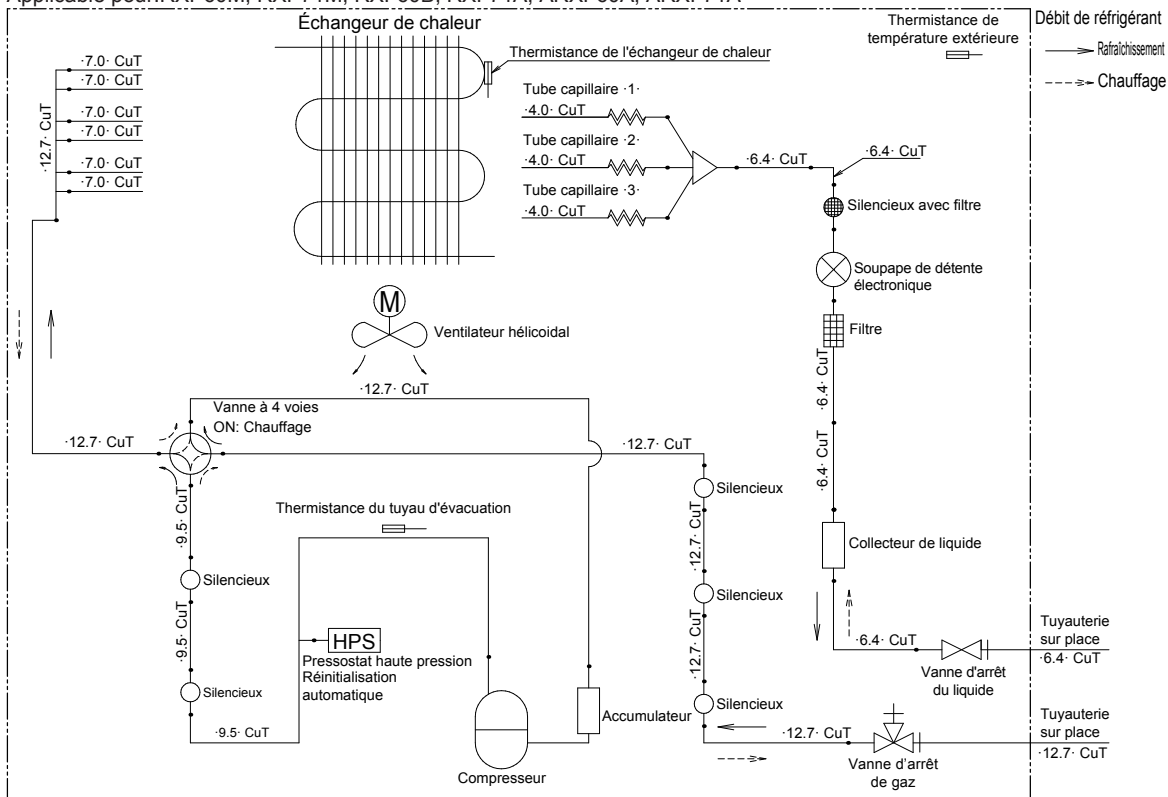 Échangeur de chaleur
Thermistance de
température extérieure
Débit de réfrigérant
Rafraîchissement
Chauffage
Thermistance de l'échangeur de chaleur
·7.0· CuT
·7.0· CuT
·7.0· CuT
·7.0· CuT
·7.0· CuT
·7.0· CuT
·12.7· CuT
Tube capillaire ·1·
·4.0· CuT
Tube capillaire ·2·
·4.0· CuT
Tube capillaire ·3·
·4.0· CuT
·6.4· CuT
·6.4· CuT
Silencieux avec filtre
Soupape de détente
électronique
Filtre
M
Ventilateur hélicoidal
·12.7· CuT
·6.4· CuT
·6.4· CuT
Vanne à 4 voies
ON: Chauffage
·12.7· CuT
·12.7· CuT
Silencieux
·9.5· CuT
Thermistance du tuyau d'évacuation
·12.7· CuT
Collecteur de liquide
Silencieux
Silencieux
·9.5· CuT
HPS
Pressostat haute pression
Réinitialisation
automatique
·12.7· CuT
·6.4· CuT
Vanne d'arrêt
du liquide
Tuyauterie
sur place
·6.4· CuT
Silencieux
Silencieux
·9.5· CuT
Compresseur
Accumulateur
·12.7· CuT
Vanne d'arrêt
de gaz
Tuyauterie
sur place
·12.7· CuT